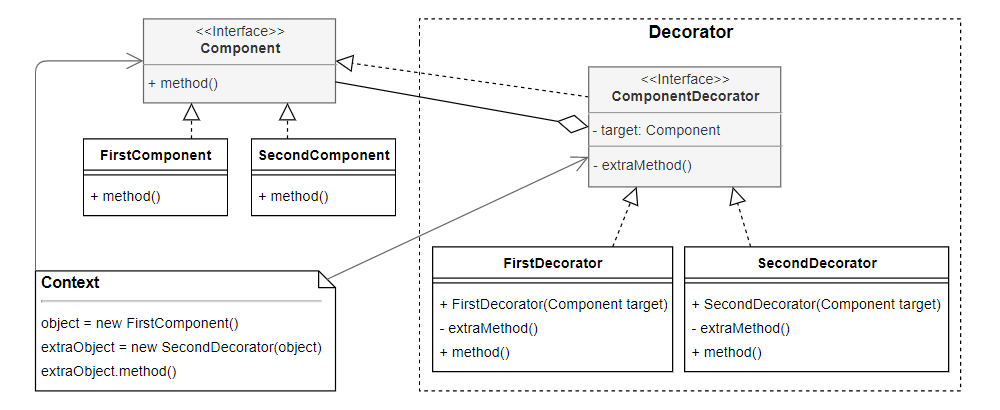 <<Interface>>
Component
+ method()
FirstComponent
+ method()
SecondComponent
+ method()
Decorator
<<Interface>>
ComponentDecorator
- target: Component
- extraMethod()
FirstDecorator
+ FirstDecorator(Component target)
- extraMethod()
+ method()
SecondDecorator
+ SecondDecorator(Component target)
- extraMethod()
+ method()
Context
object = new FirstComponent()
extraObject = new SecondDecorator(object)
extraObject.method()